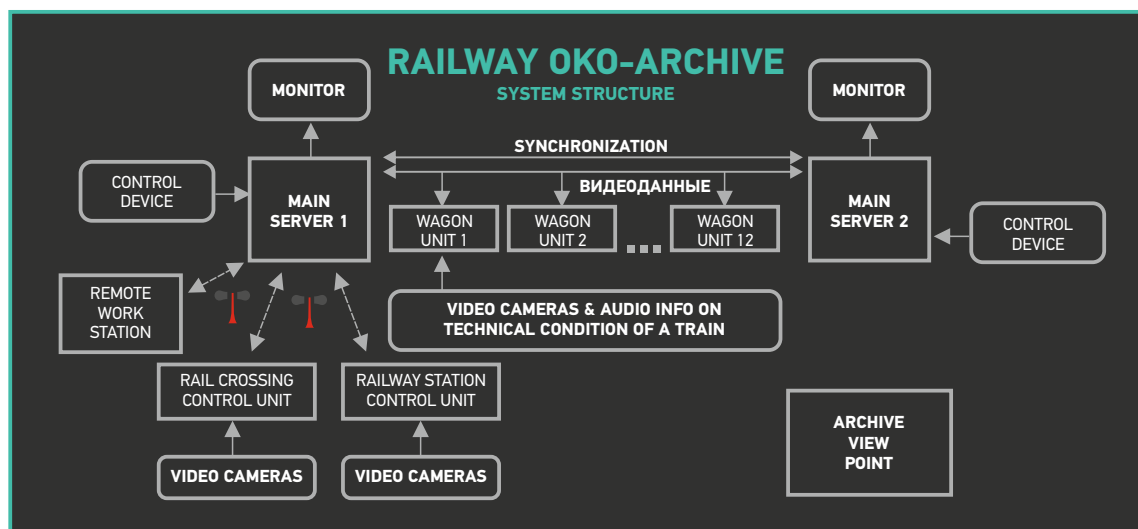 RAILWAY OKO-ARCHIVE
SYSTEM STRUCTURE
MONITOR
MONITOR
SYNCHRONIZATION
ВИДЕОДАННЫЕ
CONTROL
DEVICE
MAIN
SERVER 1
WAGON
UNIT 1
WAGON
UNIT 2
WAGON
UNIT 12
MAIN
SERVER 2
CONTROL
DEVICE
REMOTE
WORK
STATION
VIDEO CAMERAS & AUDIO INFO ON
TECHNICAL CONDITION OF A TRAIN
RAIL CROSSING
CONTROL UNIT
RAILWAY STATION
CONTROL UNIT
ARCHIVE
VIEW
POINT
VIDEO CAMERAS
VIDEO CAMERAS